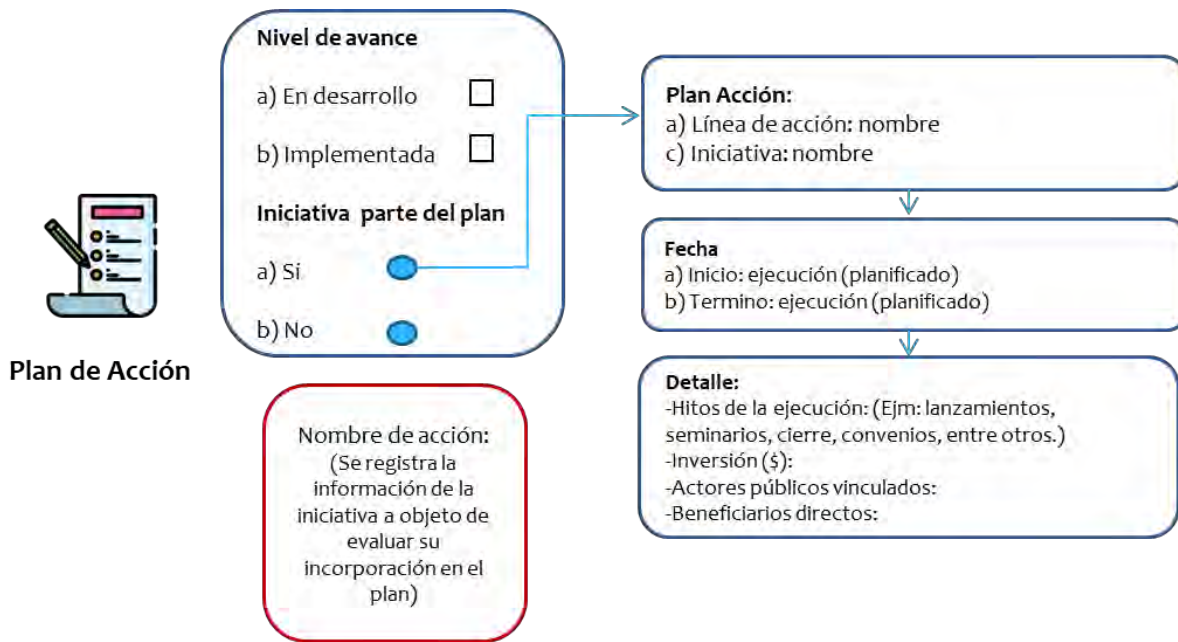 Plan de Acción
Nivel de avance
a) En desarrollo
b) Implementada
Iniciativa parte del plan
a) Si
b) No
Nombre de acción:
(Se registra la
información de la
iniciativa a objeto de
evaluar su
incorporación en el
plan)
Plan Acción:
a) Línea de acción: nombre
c) Iniciativa: nombre
Fecha
a) Inicio: ejecución (planificado)
b) Termino: ejecución (planificado)
Detalle:
-Hitos de la ejecución: (Ejm: lanzamientos,
seminarios, cierre, convenios, entre otros.)
-Inversión ($):
-Actores públicos vinculados:
-Beneficiarios directos: